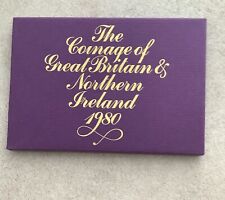 The
Coinage of
Great Britain &
Northern
Ireland
1980